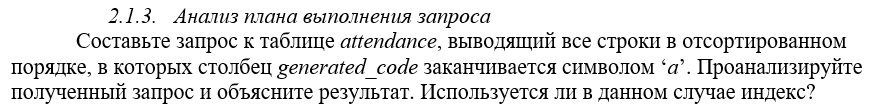 2.1.3. Анализ плана выполнения запроса
Составьте запрос к таблице attendance, выводящий все строки в отсортированном
порядке, в которых столбец generated_code заканчивается символом ‘a’. Проанализируйте
полученный запрос и объясните результат. Используется ли в данном случае индекс?